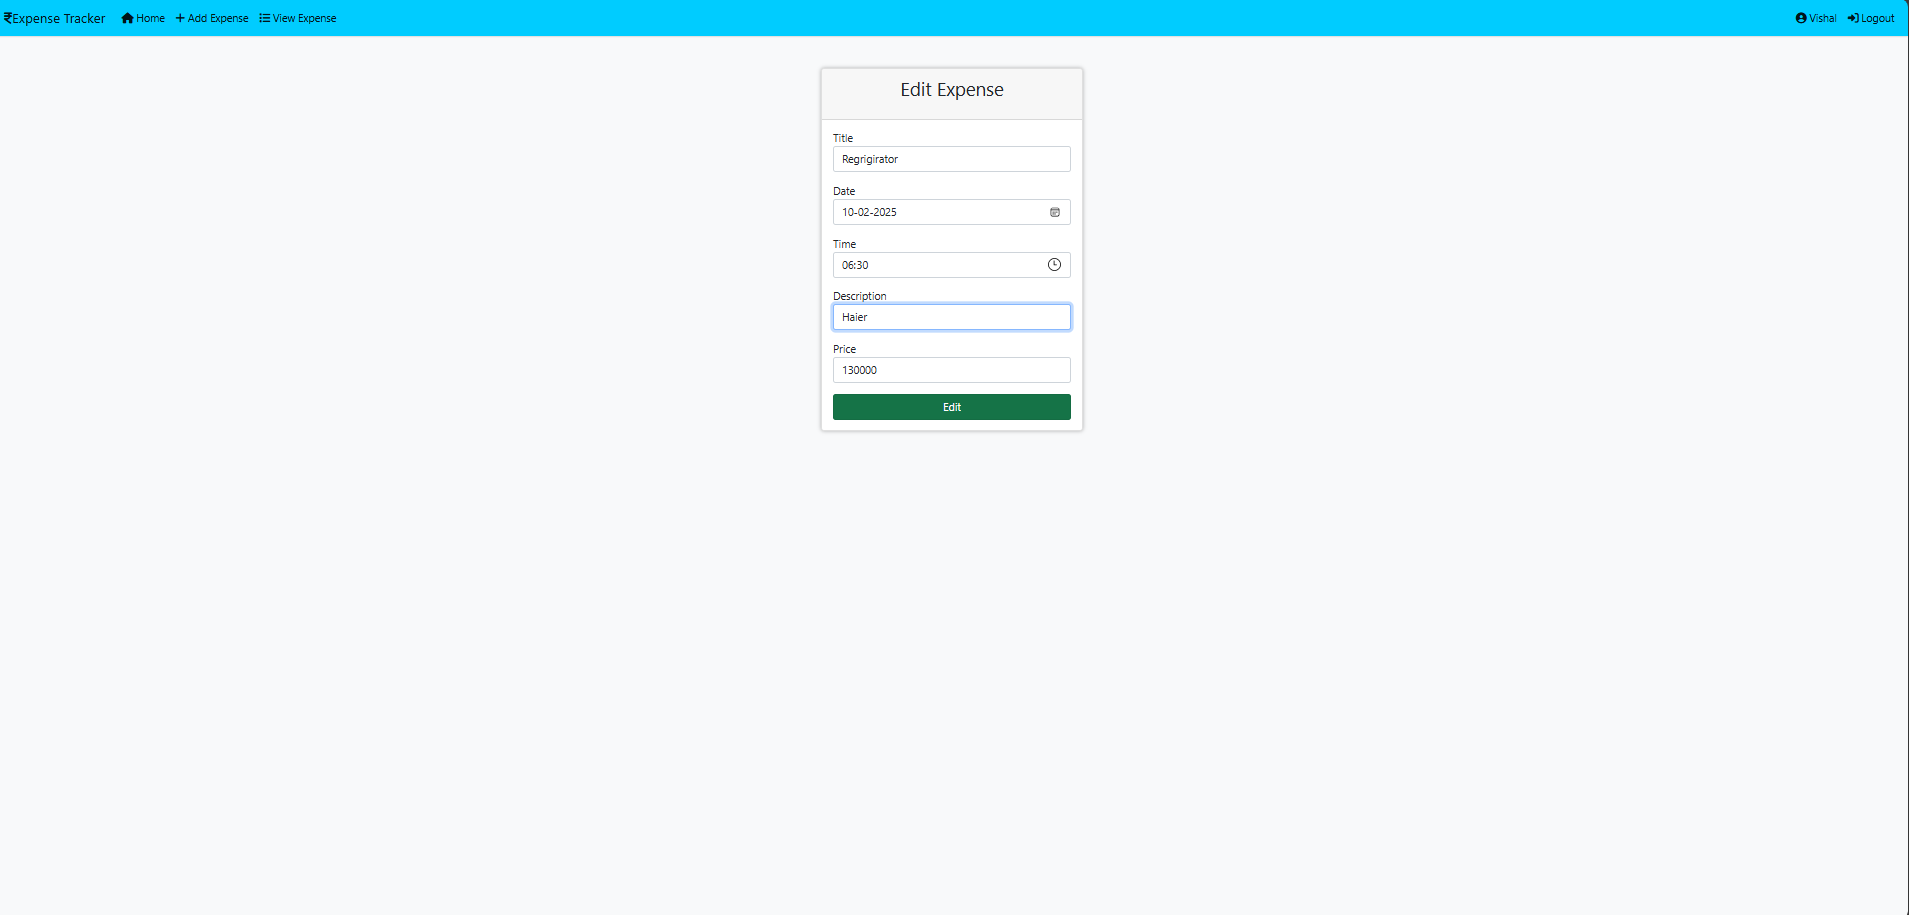 ₹Expense Tracker Home Add Expense View Expense Vishal Logout
Edit Expense
Title
Regrigirator
Date
10-02-2025
Time
06:30
Description
Haier
Price
130000
Edit